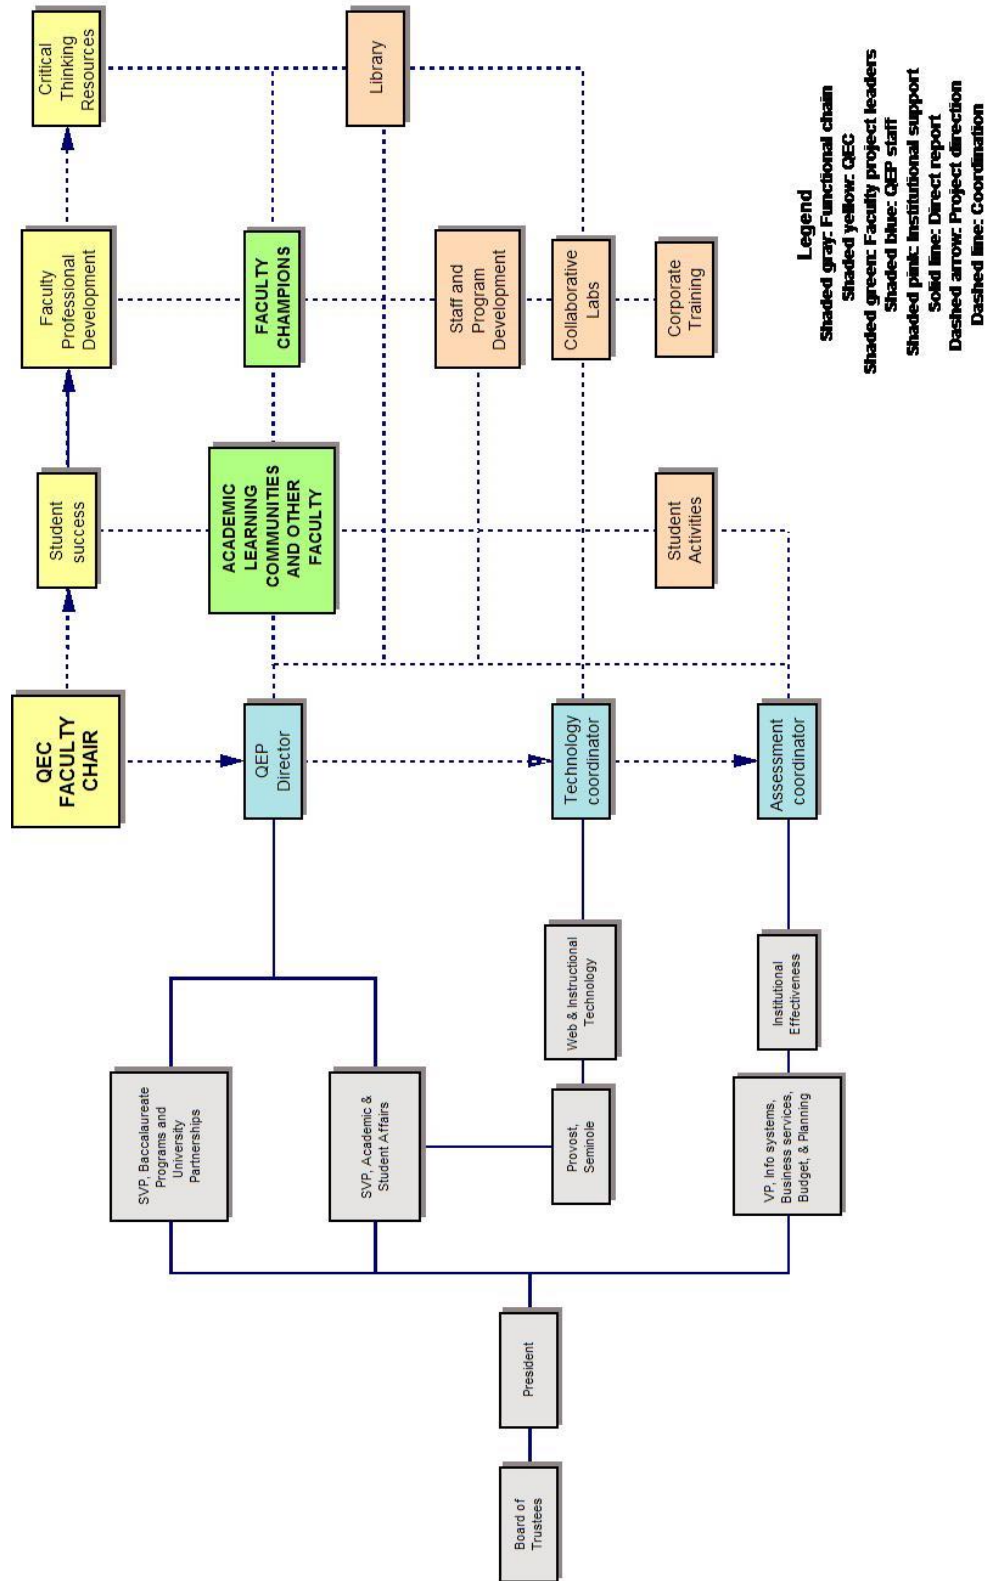 Critical
Thinking
Resources
Library
Faculty
Professional
Development
FACULTY
CHAMPIONS
Staff and
Program
Development
Collaborative
Labs
Corporate
Training
Student
success
ACADEMIC
LEARNING
COMMUNITIES
AND OTHER
FACULTY
Student
Activities
QEC
FACULTY
CHAIR
QEP
Director
Technology
coordinator
Assessment
coordinator
Web & Instructional
Technology
Institutional
Effectiveness
SVP, Baccalaureate
Programs and
University
Partnerships
SVP, Academic &
Student Affairs
Provost,
Seminole
VP, Info systems,
Business services,
Budget, & Planning
President
Board of
Trustees
Legend
Shaded gray: Functional chain
Shaded yellow: QEC
Shaded green: Faculty project leaders
Shaded blue: QEP staff
Shaded pink: Institutional support
Solid line: Direct report
Dashed arrow: Project direction
Dashed line: Coordination